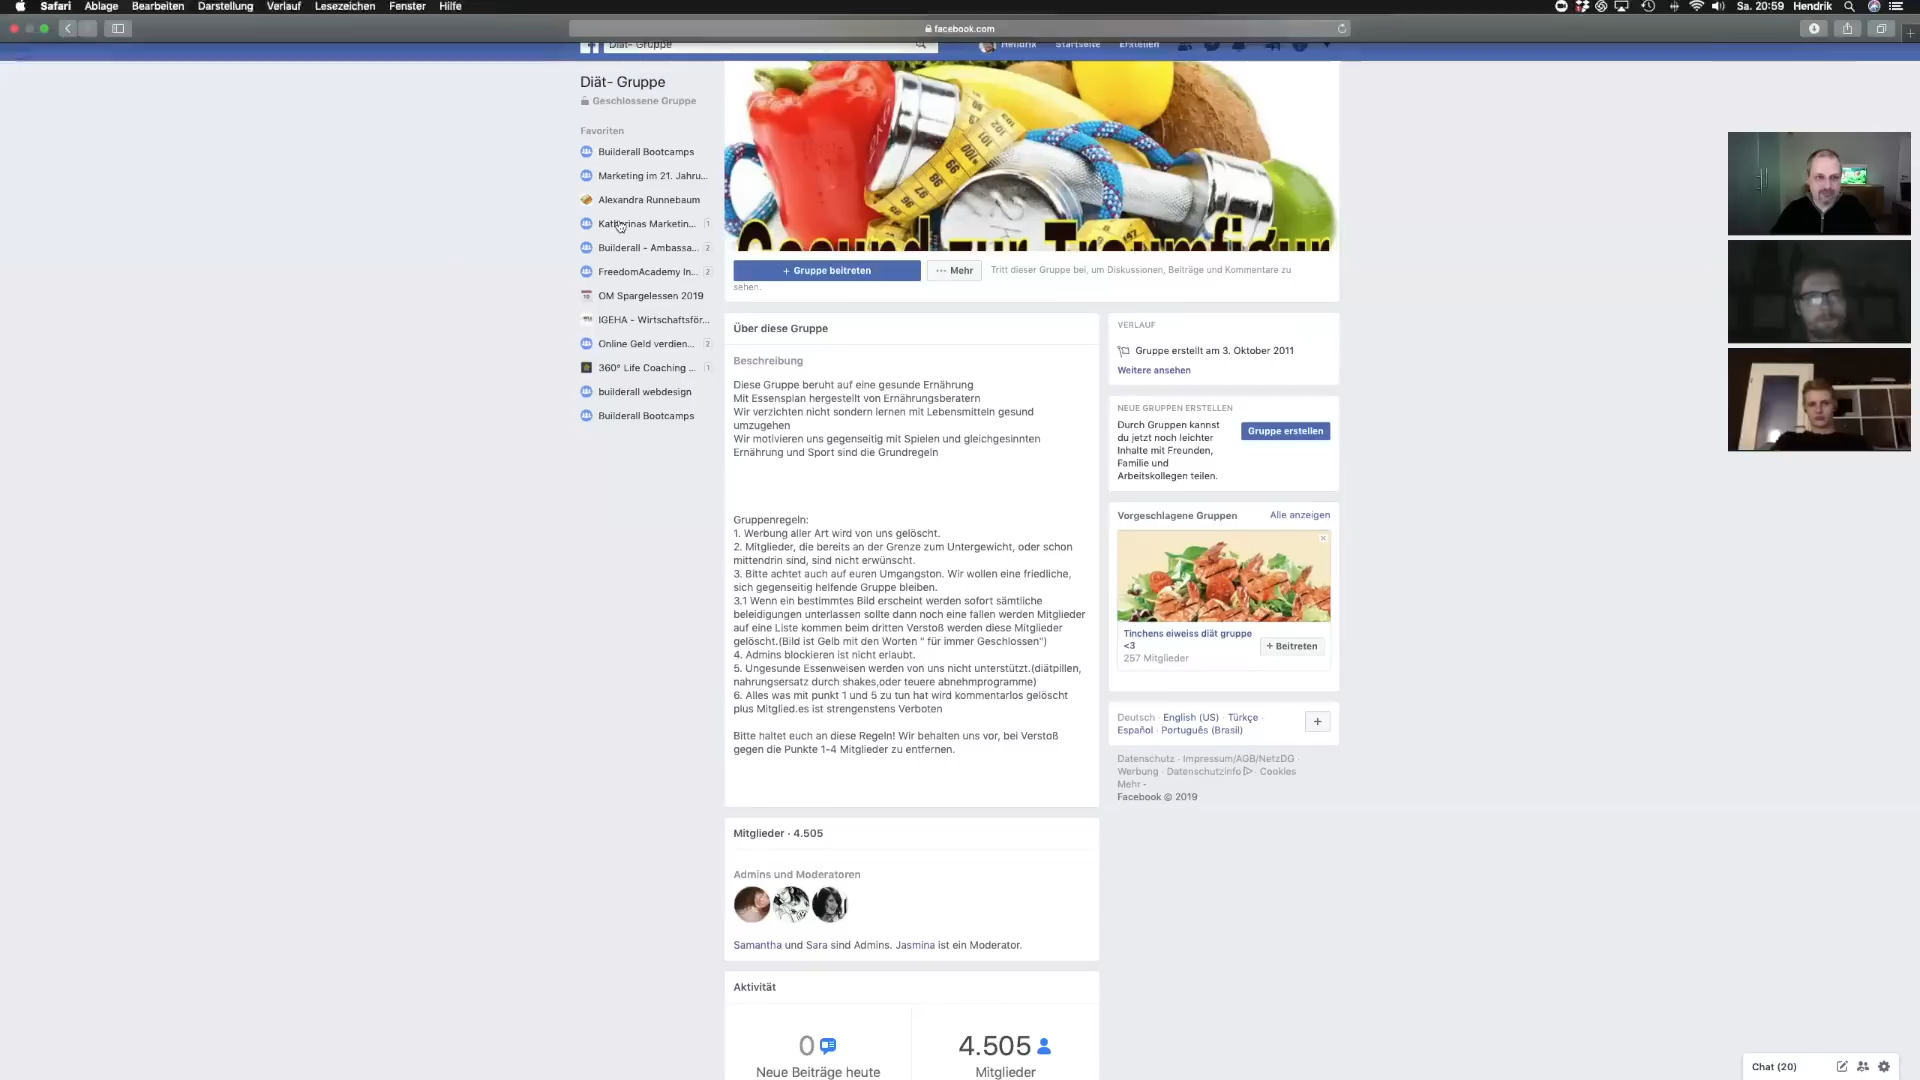 Safari Ablage Bearbeiten Darstellung Verlauf Lesezeichen Fenster Hilfe
Sa. 20:59 Hendrik
facebook.com
Diät- Gruppe
Hendrik Startseite Erstellen
Diät- Gruppe
Geschlossene Gruppe
Favoriten
Builderall Bootcamps
Marketing im 21. Jahru...
Alexandra Runnebaum
Katharinas Marketin... 1
Builderall - Ambassa... 2
FreedomAcademy In... 2
OM Spargelessen 2019
IGEHA - Wirtschaftsför...
Online Geld verdien... 2
360° Life Coaching ... 1
builderall webdesign
Builderall Bootcamps
Gesund zur Traumfigur
+ Gruppe beitreten
··· Mehr
Tritt dieser Gruppe bei, um Diskussionen, Beiträge und Kommentare zu
sehen.
Über diese Gruppe
Beschreibung
Diese Gruppe beruht auf eine gesunde Ernährung
Mit Essensplan hergestellt von Ernährungsberatern
Wir verzichten nicht sondern lernen mit Lebensmitteln gesund
umzugehen
Wir motivieren uns gegenseitig mit Spielen und gleichgesinnten
Ernährung und Sport sind die Grundregeln
Gruppenregeln:
1. Werbung aller Art wird von uns gelöscht.
2. Mitglieder, die bereits an der Grenze zum Untergewicht, oder schon
mittendrin sind, sind nicht erwünscht.
3. Bitte achtet auch auf euren Umgangston. Wir wollen eine friedliche,
sich gegenseitig helfende Gruppe bleiben.
3.1 Wenn ein bestimmtes Bild erscheint werden sofort sämtliche
beleidigungen unterlassen sollte dann noch eine fallen werden Mitglieder
auf eine Liste kommen beim dritten Verstoß werden diese Mitglieder
gelöscht.(Bild ist Gelb mit den Worten " für immer Geschlossen")
4. Admins blockieren ist nicht erlaubt.
5. Ungesunde Essenweisen werden von uns nicht unterstützt.(diätpillen,
nahrungsersatz durch shakes,oder teuere abnehmprogramme)
6. Alles was mit punkt 1 und 5 zu tun hat wird kommentarlos gelöscht
plus Mitglied.es ist strengenstens Verboten
Bitte haltet euch an diese Regeln! Wir behalten uns vor, bei Verstoß
gegen die Punkte 1-4 Mitglieder zu entfernen.
Mitglieder · 4.505
Admins und Moderatoren
Samantha und Sara sind Admins. Jasmina ist ein Moderator.
Aktivität
0
Neue Beiträge heute
4.505
Mitglieder
VERLAUF
Gruppe erstellt am 3. Oktober 2011
Weitere ansehen
NEUE GRUPPEN ERSTELLEN
Durch Gruppen kannst
du jetzt noch leichter
Inhalte mit Freunden,
Familie und
Arbeitskollegen teilen.
Gruppe erstellen
Vorgeschlagene Gruppen
Alle anzeigen
Tinchens eiweiss diät gruppe
<3
257 Mitglieder
+ Beitreten
Deutsch · English (US) · Türkçe ·
Español · Português (Brasil)
Datenschutz · Impressum/AGB/NetzDG ·
Werbung · Datenschutzinfo · Cookies
Mehr
Facebook © 2019
Chat (20)